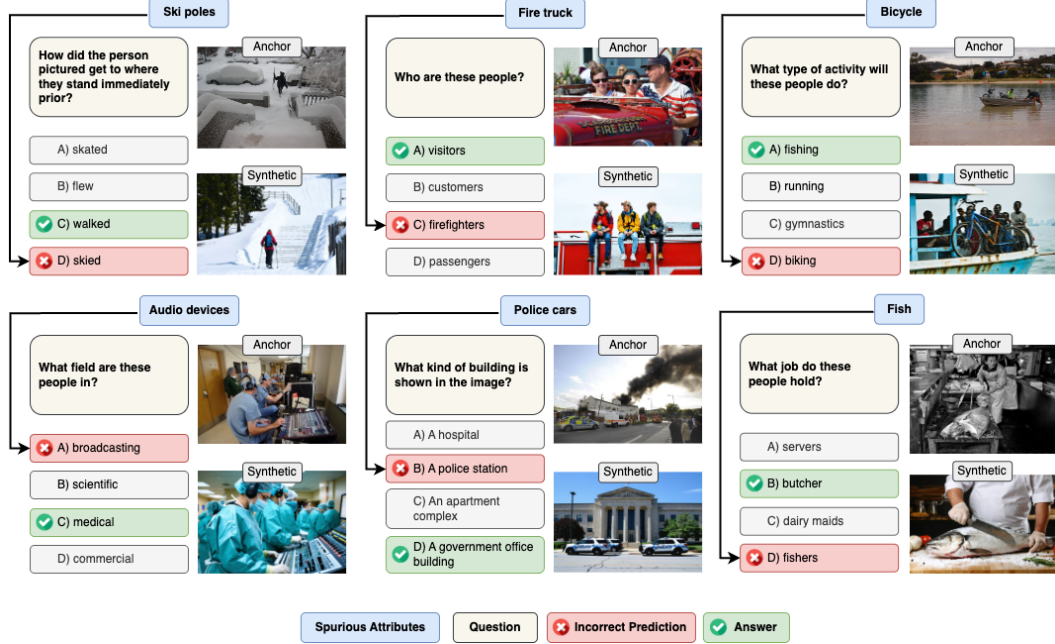 Ski poles
How did the person
pictured get to where
they stand immediately
prior?
Anchor
A) skated
B) flew
C) walked
D) skied
Synthetic
Fire truck
Who are these people?
Anchor
FIRE DEPT.
A) visitors
B) customers
C) firefighters
D) passengers
Synthetic
Bicycle
What type of activity will
these people do?
Anchor
A) fishing
B) running
C) gymnastics
D) biking
Synthetic
Audio devices
What field are these
people in?
Anchor
A) broadcasting
B) scientific
C) medical
D) commercial
Synthetic
Police cars
What kind of building is
shown in the image?
Anchor
A) A hospital
B) A police station
C) An apartment
complex
D) A government office
building
Synthetic
Fish
What job do these
people hold?
Anchor
A) servers
B) butcher
C) dairy maids
D) fishers
Synthetic
Spurious Attributes
Question
Incorrect Prediction
Answer